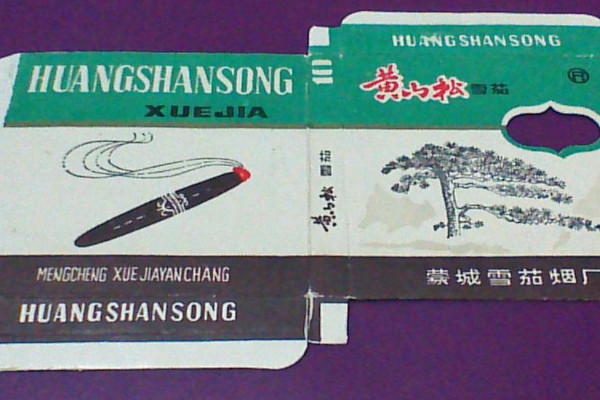 HUANGSHANSONG
XUEJIA
MENGCHENG XUEJIAYANCHANG
HUANGSHANSONG
10
黄山松 雪茄
HUANGSHANSONG
黄山松 雪茄
R
蒙城雪茄烟厂